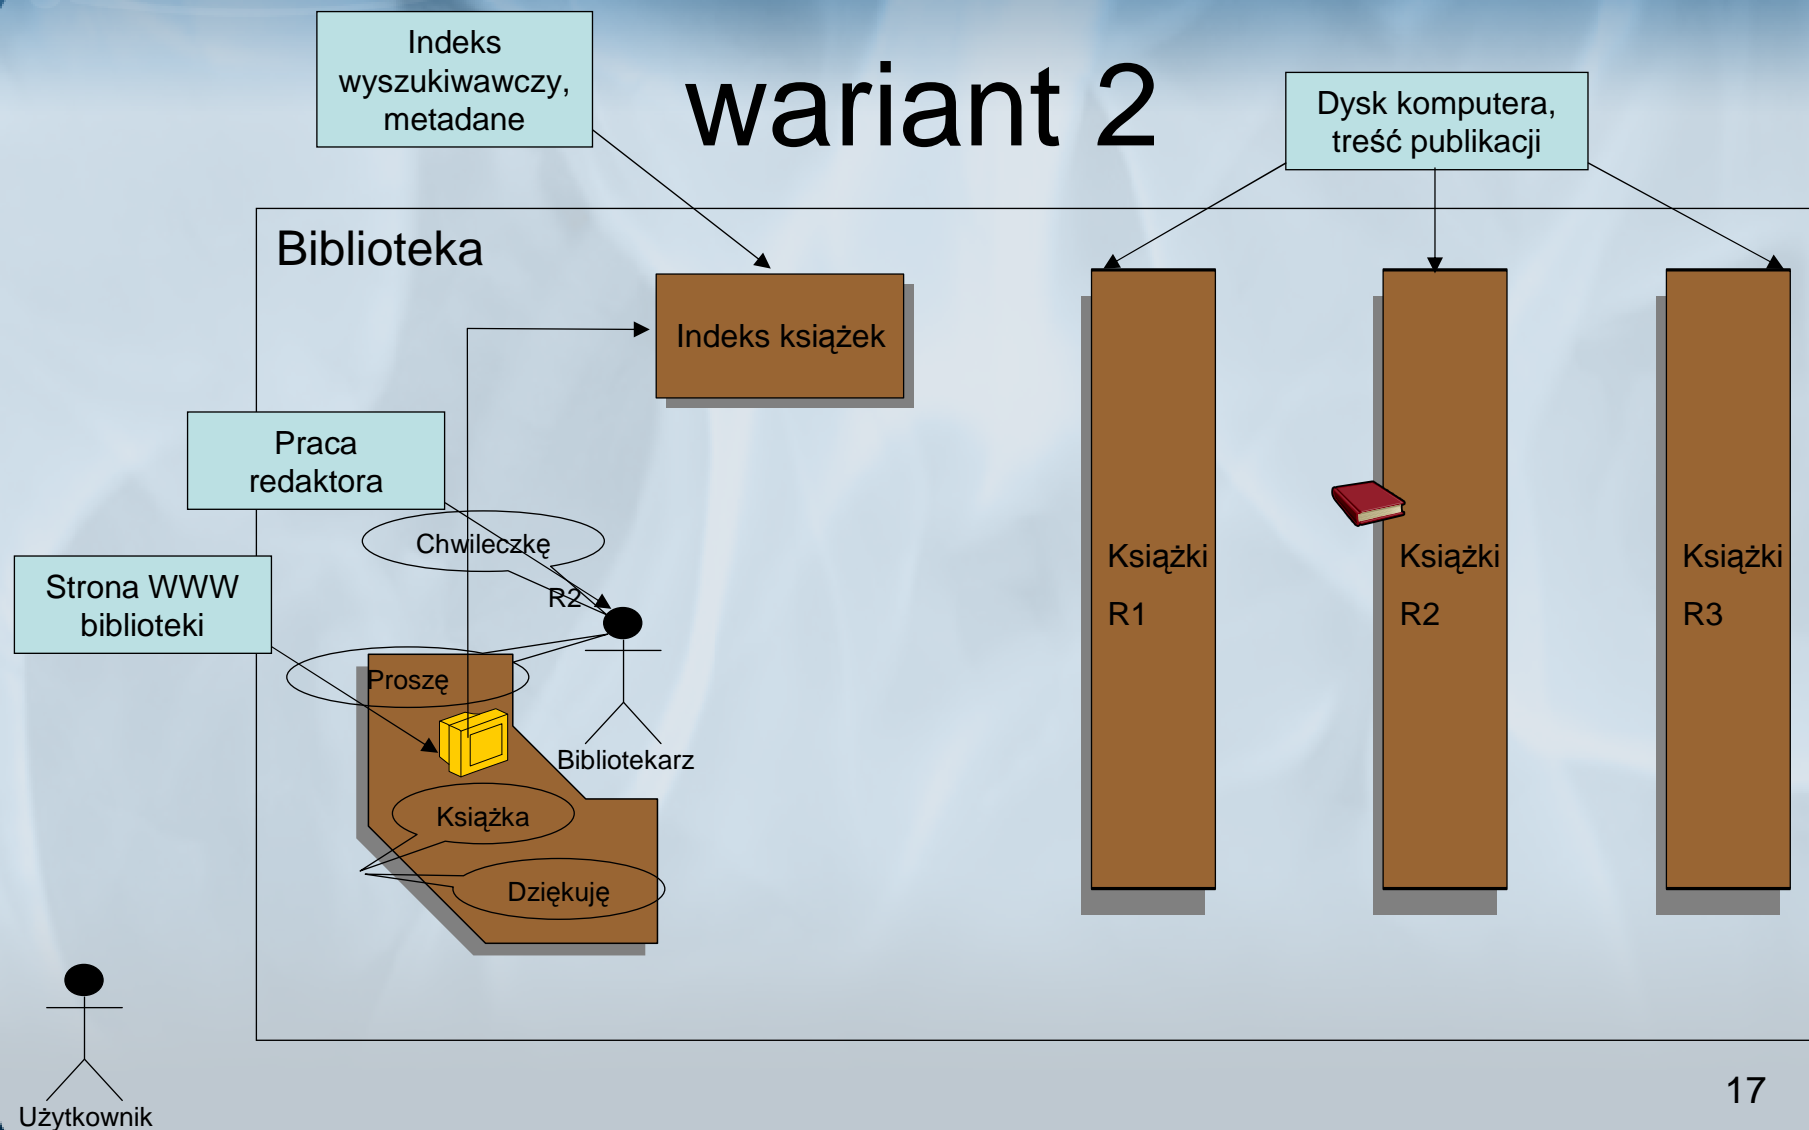 Indeks
wyszukiwawczy,
metadane
wariant 2
Dysk komputera,
treść publikacji
Biblioteka
Indeks książek
Praca
redaktora
Chwileczkę
R2
Strona WWW
biblioteki
Proszę
Bibliotekarz
Książka
Dziękuję
Książki
R1
Książki
R2
Książki
R3
Użytkownik
17